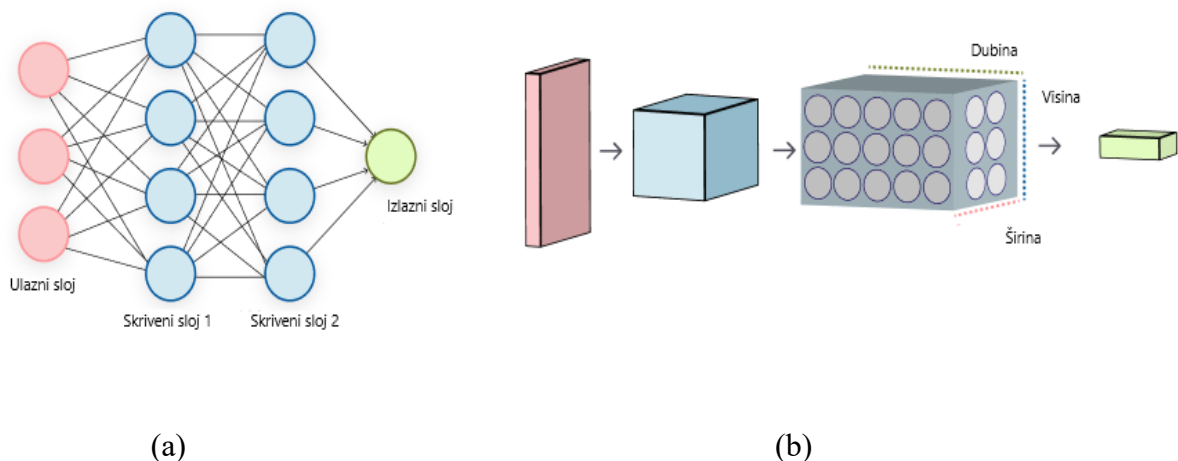 Ulazni sloj
Skriveni sloj 1
Skriveni sloj 2
Izlazni sloj
Dubina
Visina
Širina
(a)
(b)